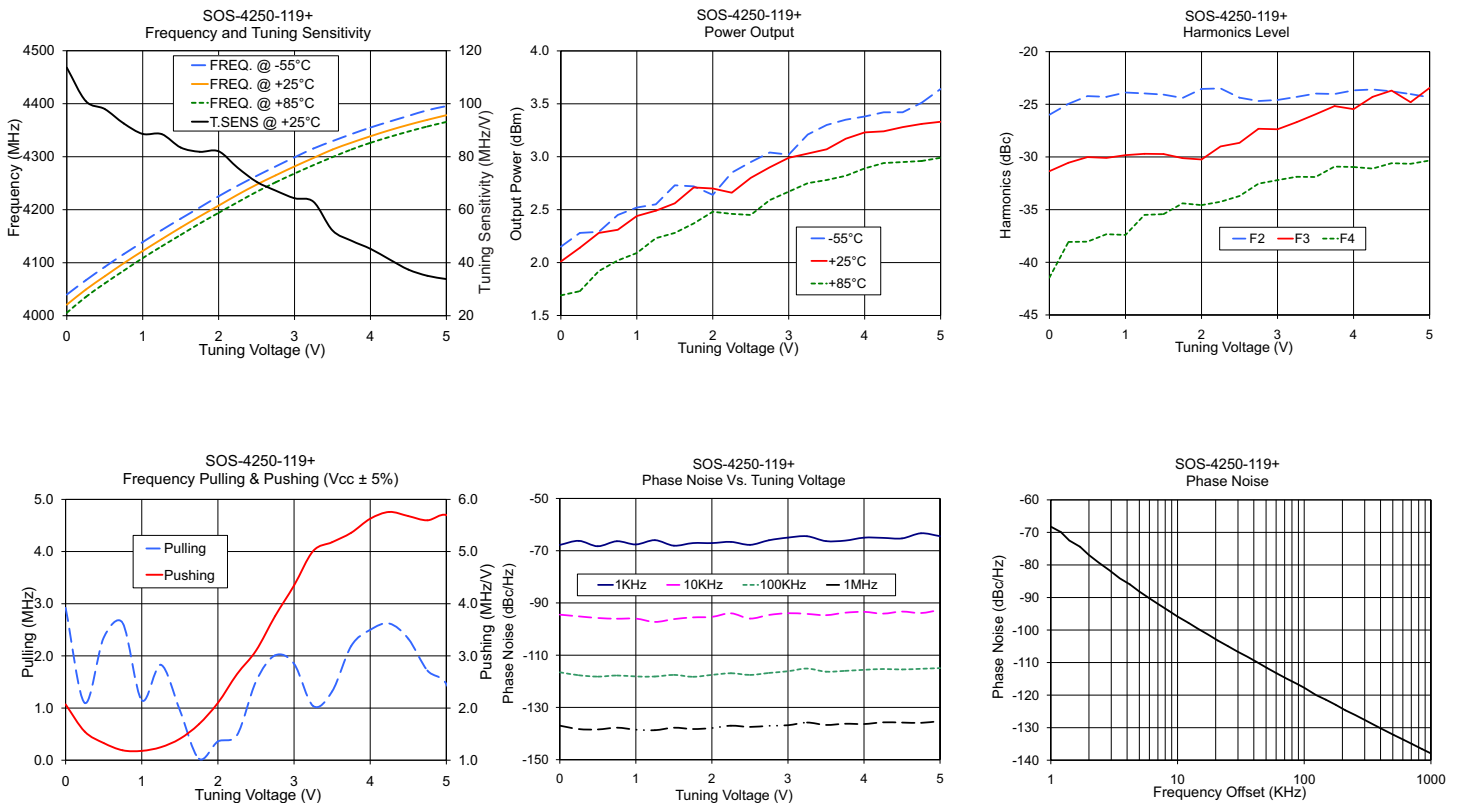 SOS-4250-119+
Frequency and Tuning Sensitivity
Frequency (MHz)
4500
4400
4300
4200
4100
4000
FREQ. @ -55°C
FREQ. @ +25°C
FREQ. @ +85°C
T.SENS @ +25°C
120
100
80
60
40
20
Tuning Sensitivity (MHz/V)
0 1 2 3 4 5
Tuning Voltage (V)
SOS-4250-119+
Power Output
Output Power (dBm)
4.0
3.5
3.0
2.5
2.0
1.5
-55°C
+25°C
+85°C
0 1 2 3 4 5
Tuning Voltage (V)
SOS-4250-119+
Harmonics Level
Harmonics (dBc)
-20
-25
-30
-35
-40
-45
F2 F3 F4
0 1 2 3 4 5
Tuning Voltage (V)
SOS-4250-119+
Frequency Pulling & Pushing (Vcc ± 5%)
Pulling (MHz)
5.0
4.0
3.0
2.0
1.0
0.0
Pulling
Pushing
6.0
5.0
4.0
3.0
2.0
1.0
Pushing (MHz/V)
0 1 2 3 4 5
Tuning Voltage (V)
SOS-4250-119+
Phase Noise Vs. Tuning Voltage
Phase Noise (dBc/Hz)
-50
-70
-90
-110
-130
-150
1KHz 10KHz 100KHz 1MHz
0 1 2 3 4 5
Tuning Voltage (V)
SOS-4250-119+
Phase Noise
Phase Noise (dBc/Hz)
-60
-70
-80
-90
-100
-110
-120
-130
-140
1 10 100 1000
Frequency Offset (KHz)